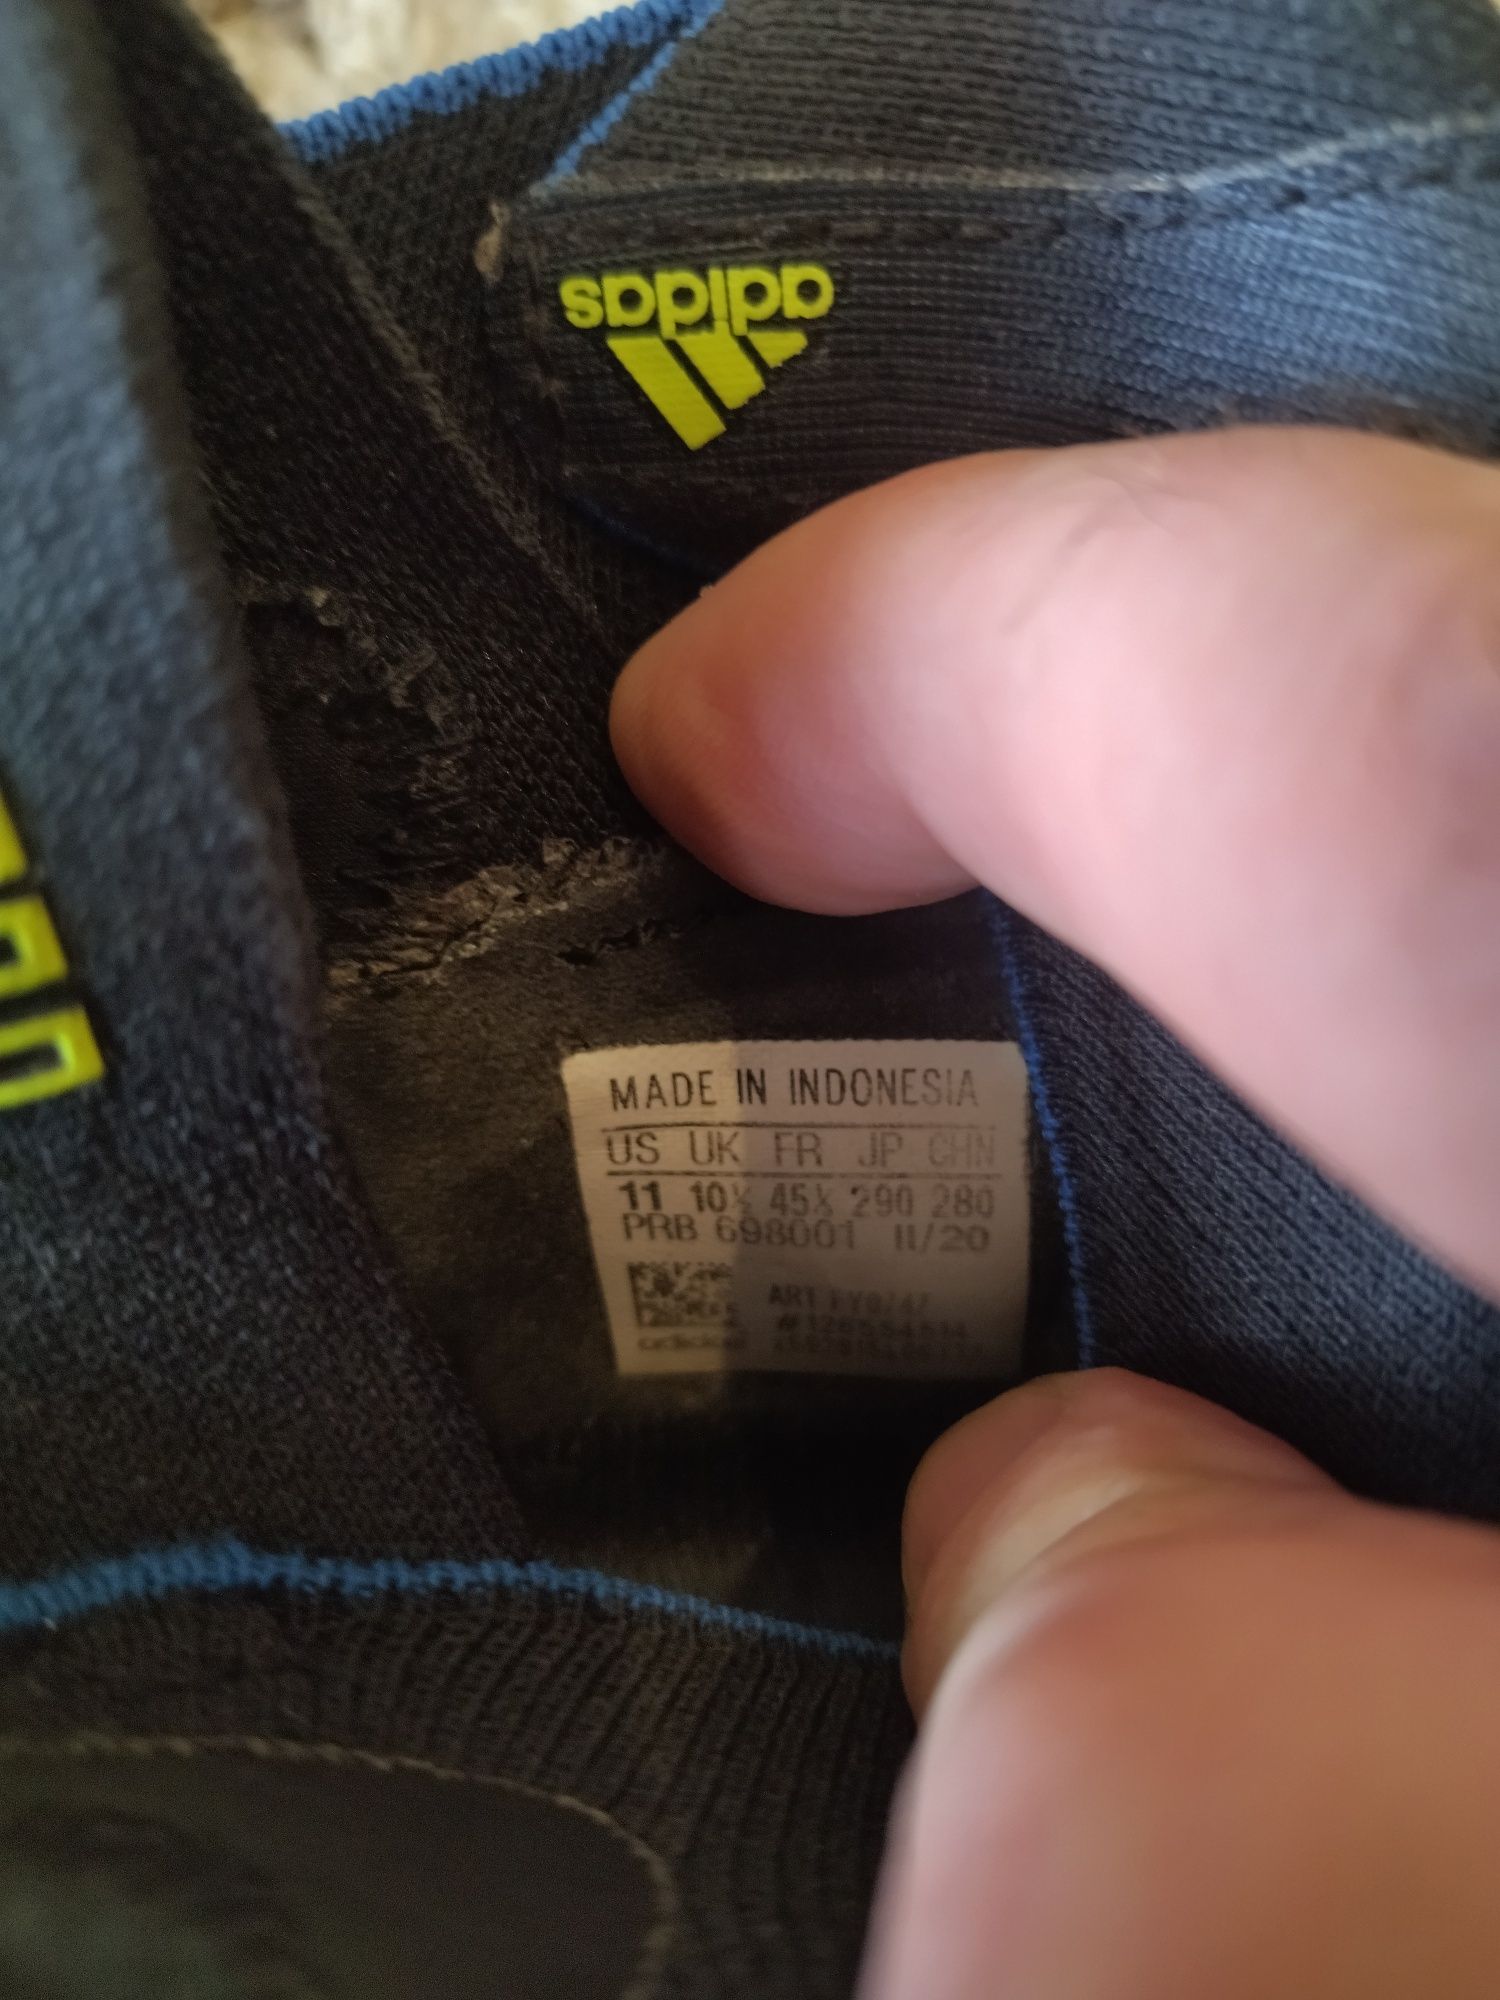 adidas
MADE IN INDONESIA
US UK FR JP CHN
11 10½ 45⅓ 290 280
PRB 698001 11/20
ART
adidas